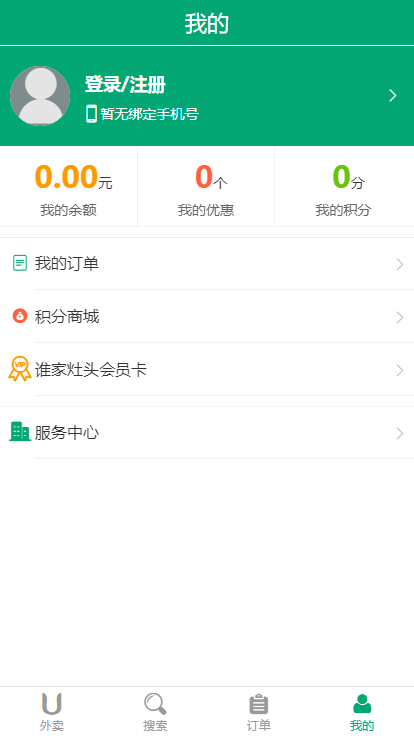 我的
登录/注册
暂无绑定手机号
0.00元
0个
0分
我的余额
我的优惠
我的积分
我的订单
积分商城
VIP
谁家灶头会员卡
服务中心
外卖
搜索
订单
我的